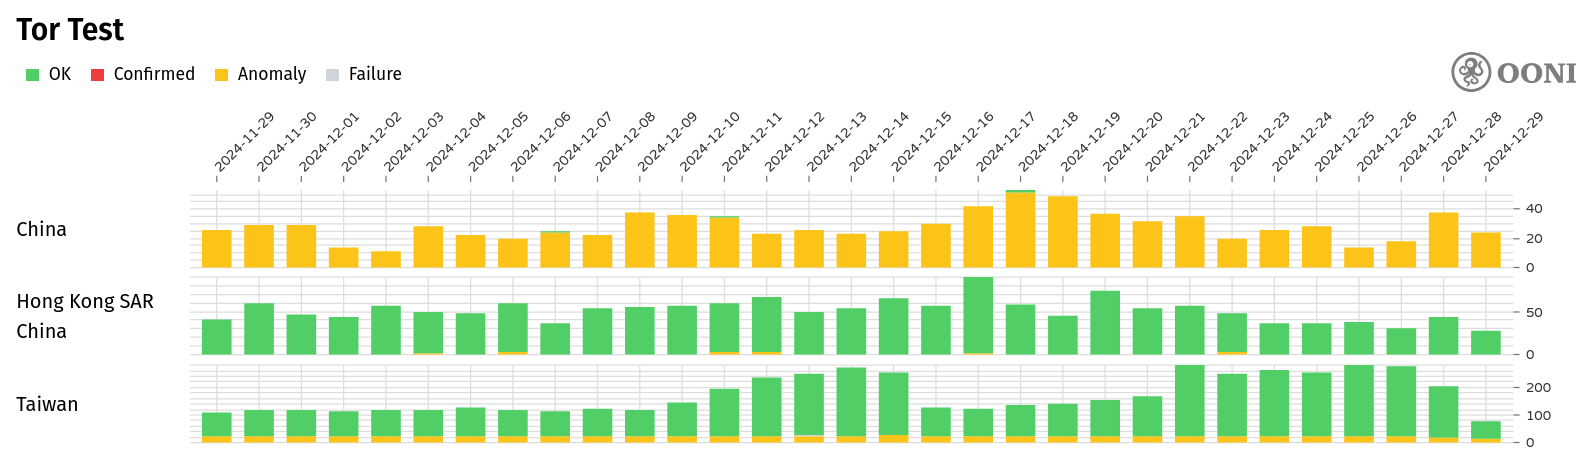 Tor Test
OK Confirmed Anomaly Failure
OONI
2024-11-29 2024-11-30 2024-12-01 2024-12-02 2024-12-03 2024-12-04 2024-12-05 2024-12-06 2024-12-07 2024-12-08 2024-12-09 2024-12-10 2024-12-11 2024-12-12 2024-12-13 2024-12-14 2024-12-15 2024-12-16 2024-12-17 2024-12-18 2024-12-19 2024-12-20 2024-12-21 2024-12-22 2024-12-23 2024-12-24 2024-12-25 2024-12-26 2024-12-27 2024-12-28 2024-12-29
China
40
20
0
Hong Kong SAR
China
50
0
Taiwan
200
100
0